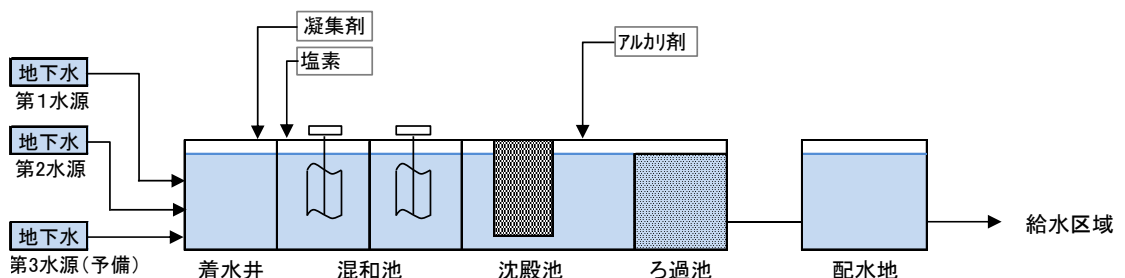 凝集剤
塩素
アルカリ剤
地下水
第1水源
地下水
第2水源
地下水
第3水源(予備)
着水井
混和池
沈殿池
ろ過池
配水地
給水区域